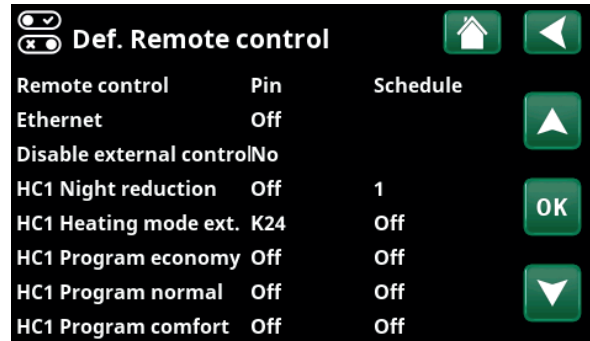 Def. Remote control
Remote control Pin Schedule
Ethernet Off
Disable external control No
HC1 Night reduction Off 1
OK
HC1 Heating mode ext. K24 Off
HC1 Program economy Off Off
HC1 Program normal Off Off
HC1 Program comfort Off Off